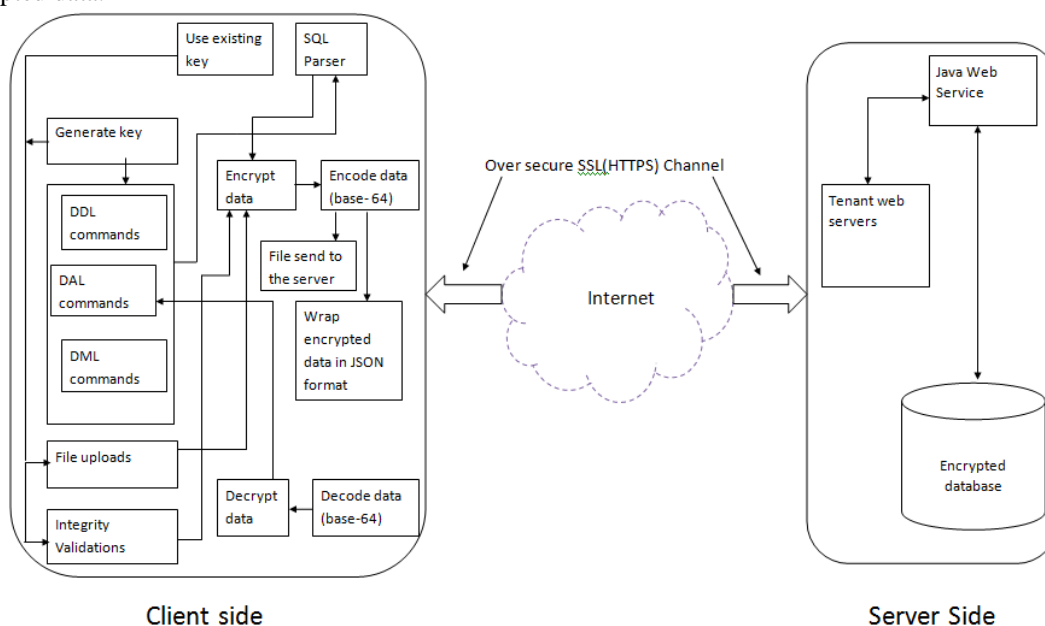 Use existing
key
SQL
Parser
Generate key
DDL
commands
DAL
commands
DML
commands
File uploads
Integrity
Validations
Encrypt
data
Encode data
(base- 64)
File send to
the server
Wrap
encrypted
data in JSON
format
Decrypt
data
Decode data
(base-64)
Client side
Over secure SSL(HTTPS) Channel
Internet
Java Web
Service
Tenant web
servers
Encrypted
database
Server Side